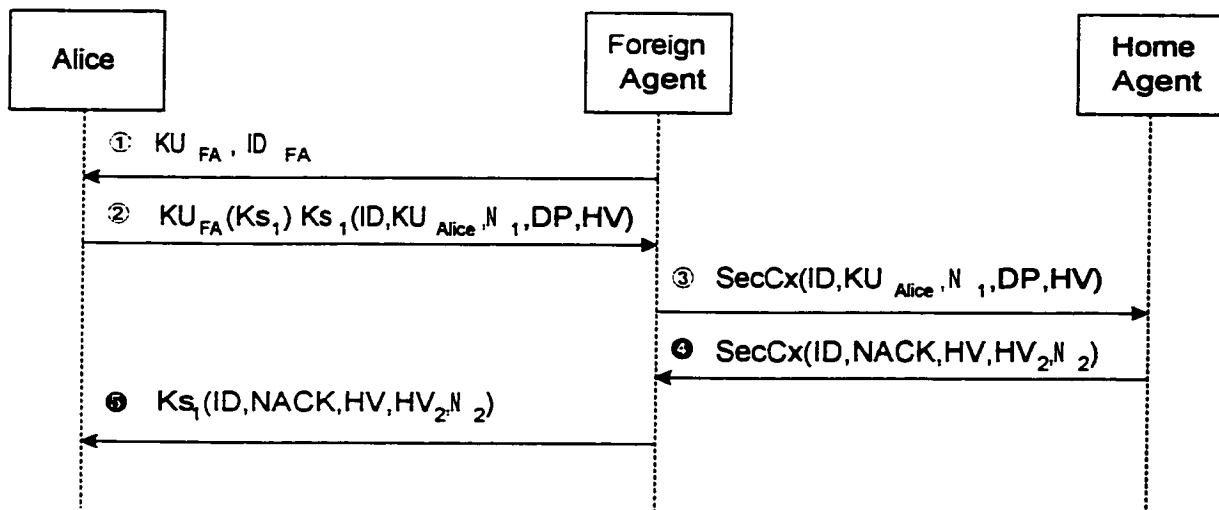 Alice
Foreign
Agent
Home
Agent
① KU FA , ID FA
② KU FA (Ks 1) Ks 1 (ID,KU Alice ,N 1 ,DP,HV)
③ SecCx(ID,KU Alice ,N 1 ,DP,HV)
❹ SecCx(ID,NACK,HV,HV 2 ,N 2 )
❺ Ks 1 (ID,NACK,HV,HV 2 ,N 2 )